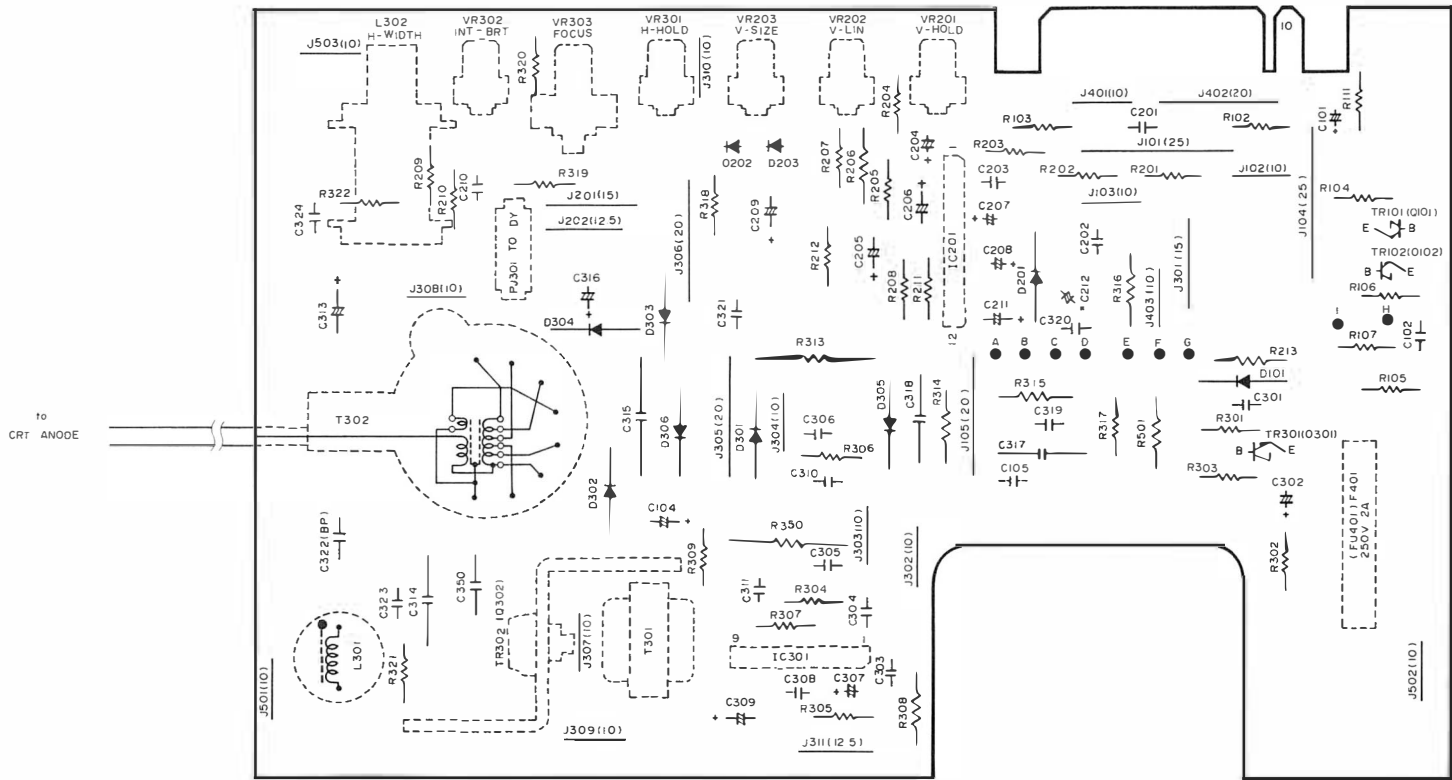 L302
H-WIDTH
VR302
INT-BRT
VR303
FOCUS
VR301
H-HOLD
VR203
V-SIZE
VR202
V-LIN
VR201
V-HOLD
10
J503(10)
R320
J310(10)
R204
J401(10)
J402(20)
R111
C101
R103
C201
R102
R209
R210
C210
O202
D203
R207
R206
C204
1
R203
J101(25)
R322
C324
R319
J201(15)
J202(12.5)
R318
C209
R205
C206
C203
C207
R202
R201
J102(10)
J103(10)
J104(25)
R104
TR101(Q101)
E
B
PJ301 TO DY
J306(20)
R212
C205
IC201
C208
D201
C202
C212
R316
J403(10)
J301(15)
TR102(Q102)
B
E
R106
C313
J308(10)
C316
D304
D303
C321
R208
R211
12
C211
C320
I
H
R107
C102
R313
A
B
C
D
E
F
G
R213
D101
R105
to
CRT ANODE
T302
C315
D306
J305(20)
D301
J304(10)
C306
R306
C310
D305
C318
R314
J105(20)
R315
C319
C317
C105
R317
R501
C301
R301
TR301(Q301)
B
E
R303
C302
(FU401) F401
250V 2A
D302
C104
R309
R350
C305
J303(10)
J302(10)
R302
C322(BP)
C323
C314
C350
TR302 (Q302)
J307(10)
T301
C311
R304
R307
C304
9
1
IC301
C303
L301
J501(10)
R321
C308
C307
C309
R305
R308
J309(10)
J311(12.5)
J502(10)